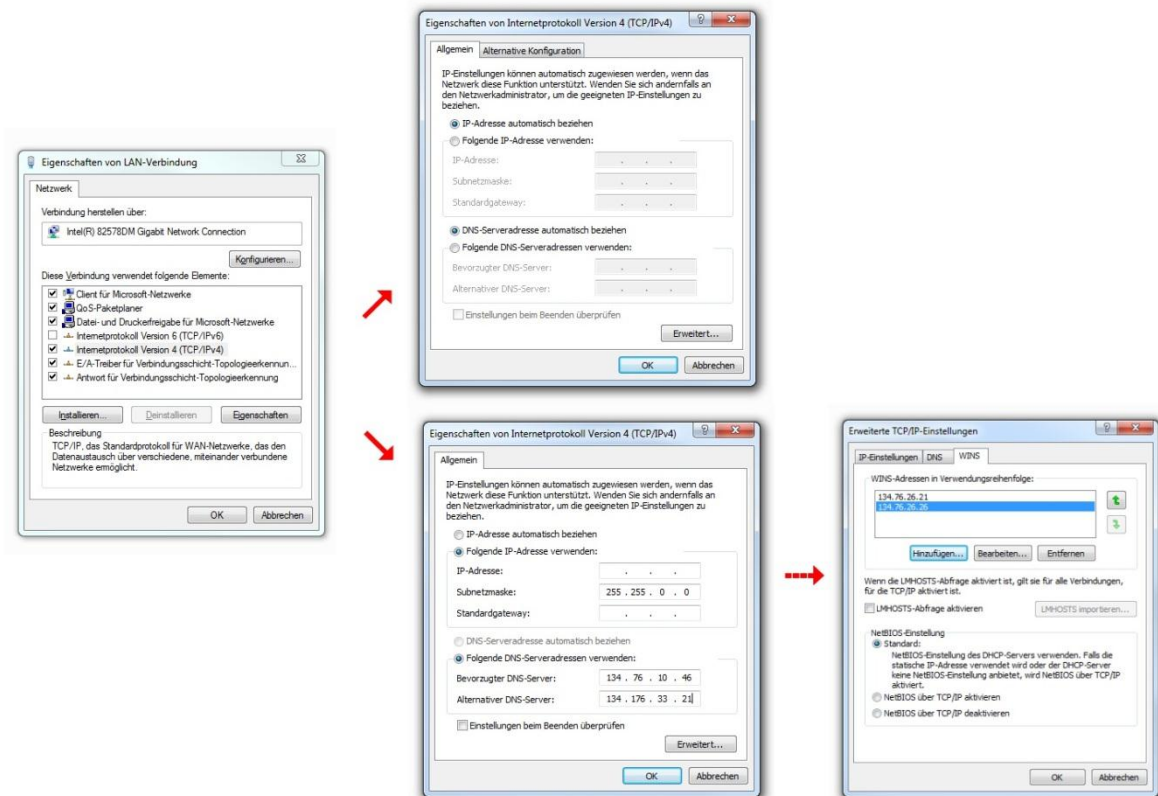 Eigenschaften von LAN-Verbindung
Netzwerk
Verbindung herstellen über:
Intel(R) 82578DM Gigabit Network Connection
Konfigurieren...
Diese Verbindung verwendet folgende Elemente:
Client für Microsoft-Netzwerke
QoS-Paketplaner
Datei- und Druckerfreigabe für Microsoft-Netzwerke
Internetprotokoll Version 6 (TCP/IPv6)
Internetprotokoll Version 4 (TCP/IPv4)
E/A-Treiber für Verbindungsschicht-Topologieerkennun...
Antwort für Verbindungsschicht-Topologieerkennung
Installieren... Deinstallieren Eigenschaften
Beschreibung
TCP/IP, das Standardprotokoll für WAN-Netzwerke, das den
Datenaustausch über verschiedene, miteinander verbundene
Netzwerke ermöglicht.
OK Abbrechen
Eigenschaften von Internetprotokoll Version 4 (TCP/IPv4)
Allgemein Alternative Konfiguration
IP-Einstellungen können automatisch zugewiesen werden, wenn das
Netzwerk diese Funktion unterstützt. Wenden Sie sich andernfalls an
den Netzwerkadministrator, um die geeigneten IP-Einstellungen zu
beziehen.
IP-Adresse automatisch beziehen
Folgende IP-Adresse verwenden:
IP-Adresse:
Subnetzmaske:
Standardgateway:
DNS-Serveradresse automatisch beziehen
Folgende DNS-Serveradressen verwenden:
Bevorzugter DNS-Server:
Alternativer DNS-Server:
Einstellungen beim Beenden überprüfen
Erweitert...
OK Abbrechen
Eigenschaften von Internetprotokoll Version 4 (TCP/IPv4)
Allgemein
IP-Einstellungen können automatisch zugewiesen werden, wenn das
Netzwerk diese Funktion unterstützt. Wenden Sie sich andernfalls an
den Netzwerkadministrator, um die geeigneten IP-Einstellungen zu
beziehen.
IP-Adresse automatisch beziehen
Folgende IP-Adresse verwenden:
IP-Adresse:
Subnetzmaske: 255 . 255 . 0 . 0
Standardgateway:
DNS-Serveradresse automatisch beziehen
Folgende DNS-Serveradressen verwenden:
Bevorzugter DNS-Server: 134 . 76 . 10 . 46
Alternativer DNS-Server: 134 . 176 . 33 . 21
Einstellungen beim Beenden überprüfen
Erweitert...
OK Abbrechen
Erweiterte TCP/IP-Einstellungen
IP-Einstellungen DNS WINS
WINS-Adressen in Verwendungsreihenfolge:
134.76.26.21
134.76.26.26
Hinzufügen... Bearbeiten... Entfernen
Wenn die LMHOSTS-Abfrage aktiviert ist, gilt sie für alle Verbindungen,
für die TCP/IP aktiviert ist.
LMHOSTS-Abfrage aktivieren LMHOSTS importieren...
NetBIOS-Einstellung
Standard:
NetBIOS-Einstellung des DHCP-Servers verwenden. Falls die
statische IP-Adresse verwendet wird oder der DHCP-Server
keine NetBIOS-Einstellung anbietet, wird NetBIOS über TCP/IP
aktiviert.
NetBIOS über TCP/IP aktivieren
NetBIOS über TCP/IP deaktivieren
OK Abbrechen